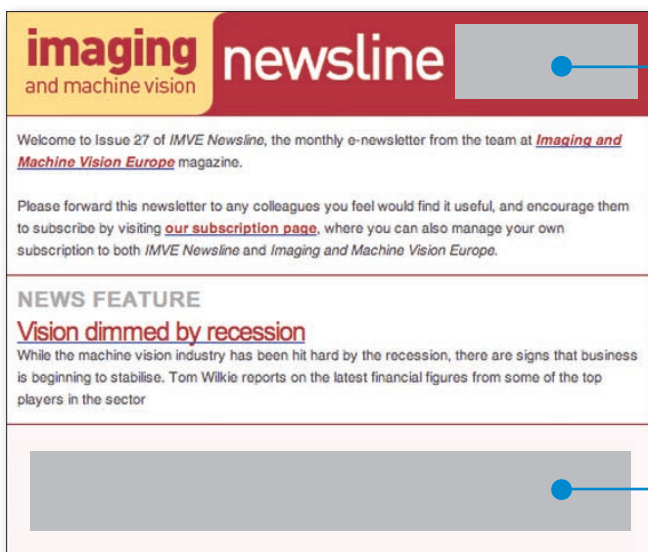 imaging
and machine vision
newsline
Welcome to Issue 27 of IMVE Newsline, the monthly e-newsletter from the team at Imaging and
Machine Vision Europe magazine.
Please forward this newsletter to any colleagues you feel would find it useful, and encourage them
to subscribe by visiting our subscription page, where you can also manage your own
subscription to both IMVE Newsline and Imaging and Machine Vision Europe.
NEWS FEATURE
Vision dimmed by recession
While the machine vision industry has been hit hard by the recession, there are signs that business
is beginning to stabilise. Tom Wilkie reports on the latest financial figures from some of the top
players in the sector